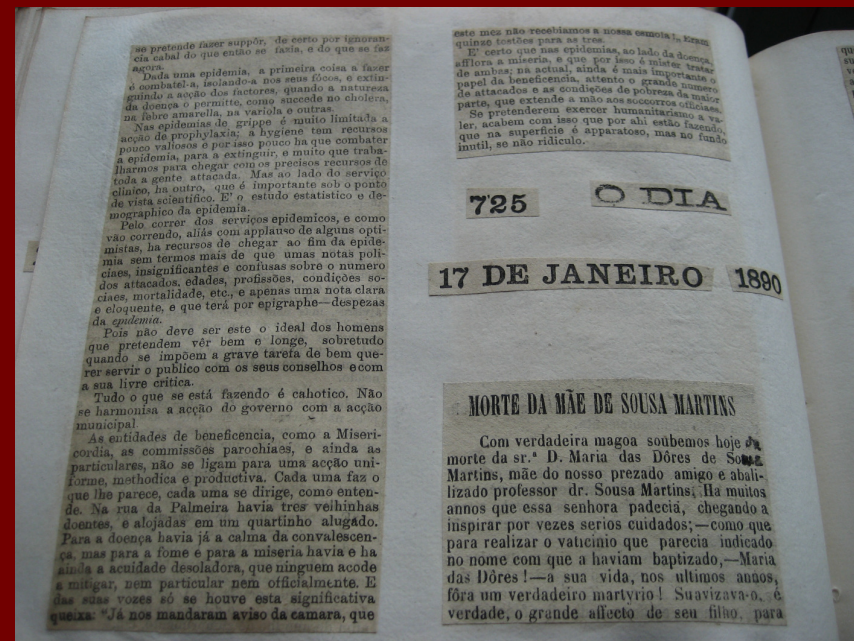 se pretende fazer suppôr, de certo por ignoran-
cia cabal do que então se fazia, e do que se faz
agora.
Dada uma epidemia, a primeira coisa a fazer
é combatel-a, isolando-a nos seus fócos, e extin-
guindo a acção dos factores, quando a natureza
da doença o permitte, como succede no cholera,
na febre amarella, na variola e outras.
Nas epidemias de grippe é muito limitada a
acção de prophylaxia; a hygiene tem recursos
pouco valiosos e por isso pouco ha que combater
a epidemia, para a extinguir, e muito que traba-
lharmos para chegar com os precisos recursos de
toda a gente attacada. Mas ao lado do serviço
clinico, ha outro, que é importante sob o ponto
de vista scientifico. E' o estudo estatistico e de-
mographico da epidemia.
Pelo correr dos serviços epidemicos, e como
vão correndo, aliás com applauso de alguns opti-
mistas, ha recursos de chegar ao fim da epide-
mia sem termos mais de que umas notas poli-
ciaes, insignificantes e confusas sobre o numero
dos attacados, edades, profissões, condições so-
ciaes, mortalidade, etc., e apenas uma nota clara
e eloquente, e que terá por epigraphe—despezas
da epidemia.
Pois não deve ser este o ideal dos homens
que pretendem vêr bem e longe, sobretudo
quando se impõem a grave tarefa de bem que-
rer servir o publico com os seus conselhos e com
a sua livre critica.
Tudo o que se está fazendo é cahotico. Não
se harmonisa a acção do governo com a acção
municipal
As entidades de beneficencia, como a Miseri-
cordia, as commissões parochiaes, e ainda as
particulares, não se ligam para uma acção uni-
forme, methodica e productiva. Cada uma faz o
que lhe parece, cada uma se dirige, como enten-
de. Na rua da Palmeira havia tres velhinhas
doentes, e alojadas em um quartinho alugado.
Para a doença havia já a calma da convalescen-
ça, mas para a fome e para a miseria havia e ha
ainda a acuidade desoladora, que ninguem acode
a mitigar, nem particular nem officialmente. E
das suas vozes só se houve esta significativa
queixa: "Já nos mandaram aviso da camara, que
este mez não recebiamos a nossa esmola"!.. Eram
quinze tostões para as tres.
E' certo que nas epidemias, ao lado da doença,
afflora a miseria, e que por isso é mister tratar
de ambas; na actual, ainda é mais importante o
papel da beneficencia, attento o grande numero
de attacados e as condições de pobreza da maior
parte, que extende a mão aos soccorros officiaes.
Se pretenderem exercer humanitarismo a va-
ler, acabem com isso que por ahi estão fazendo,
que na superficie é apparatoso, mas no fundo
inutil, se não ridiculo.
725 O DIA
17 DE JANEIRO 1890
MORTE DA MÃE DE SOUSA MARTINS
Com verdadeira magoa soubemos hoje da
morte da sr.ª D. Maria das Dôres de Sousa
Martins, mãe do nosso prezado amigo e abali-
lizado professor dr. Sousa Martins. Ha muitos
annos que essa senhora padecia, chegando a
inspirar por vezes serios cuidados;—como que
para realizar o vaticinio que parecia indicado
no nome com que a haviam baptizado,—Maria
das Dôres!—a sua vida, nos ultimos annos,
fôra um verdadeiro martyrio! Suavizava-o, é
verdade, o grande affecto de seu filho, para